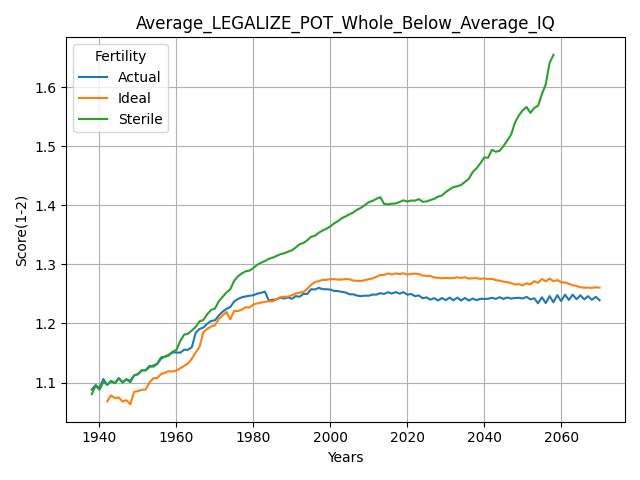 Average_LEGALIZE_POT_Whole_Below_Average_IQ
Fertility
Actual
Ideal
Sterile
Score(1-2)
1.6
1.5
1.4
1.3
1.2
1.1
1940
1960
1980
2000
2020
2040
2060
Years